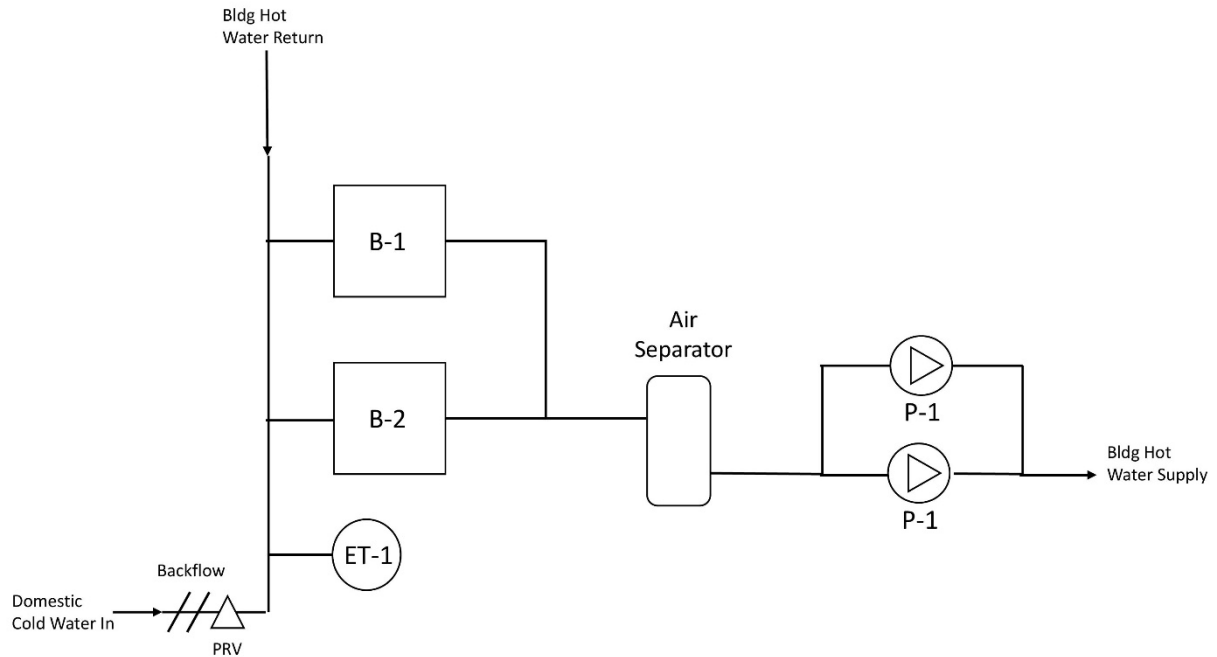 Bldg Hot
Water Return
B-1
Air
Separator
B-2
P-1
Bldg Hot
Water Supply
P-1
ET-1
Backflow
Domestic
Cold Water In
PRV